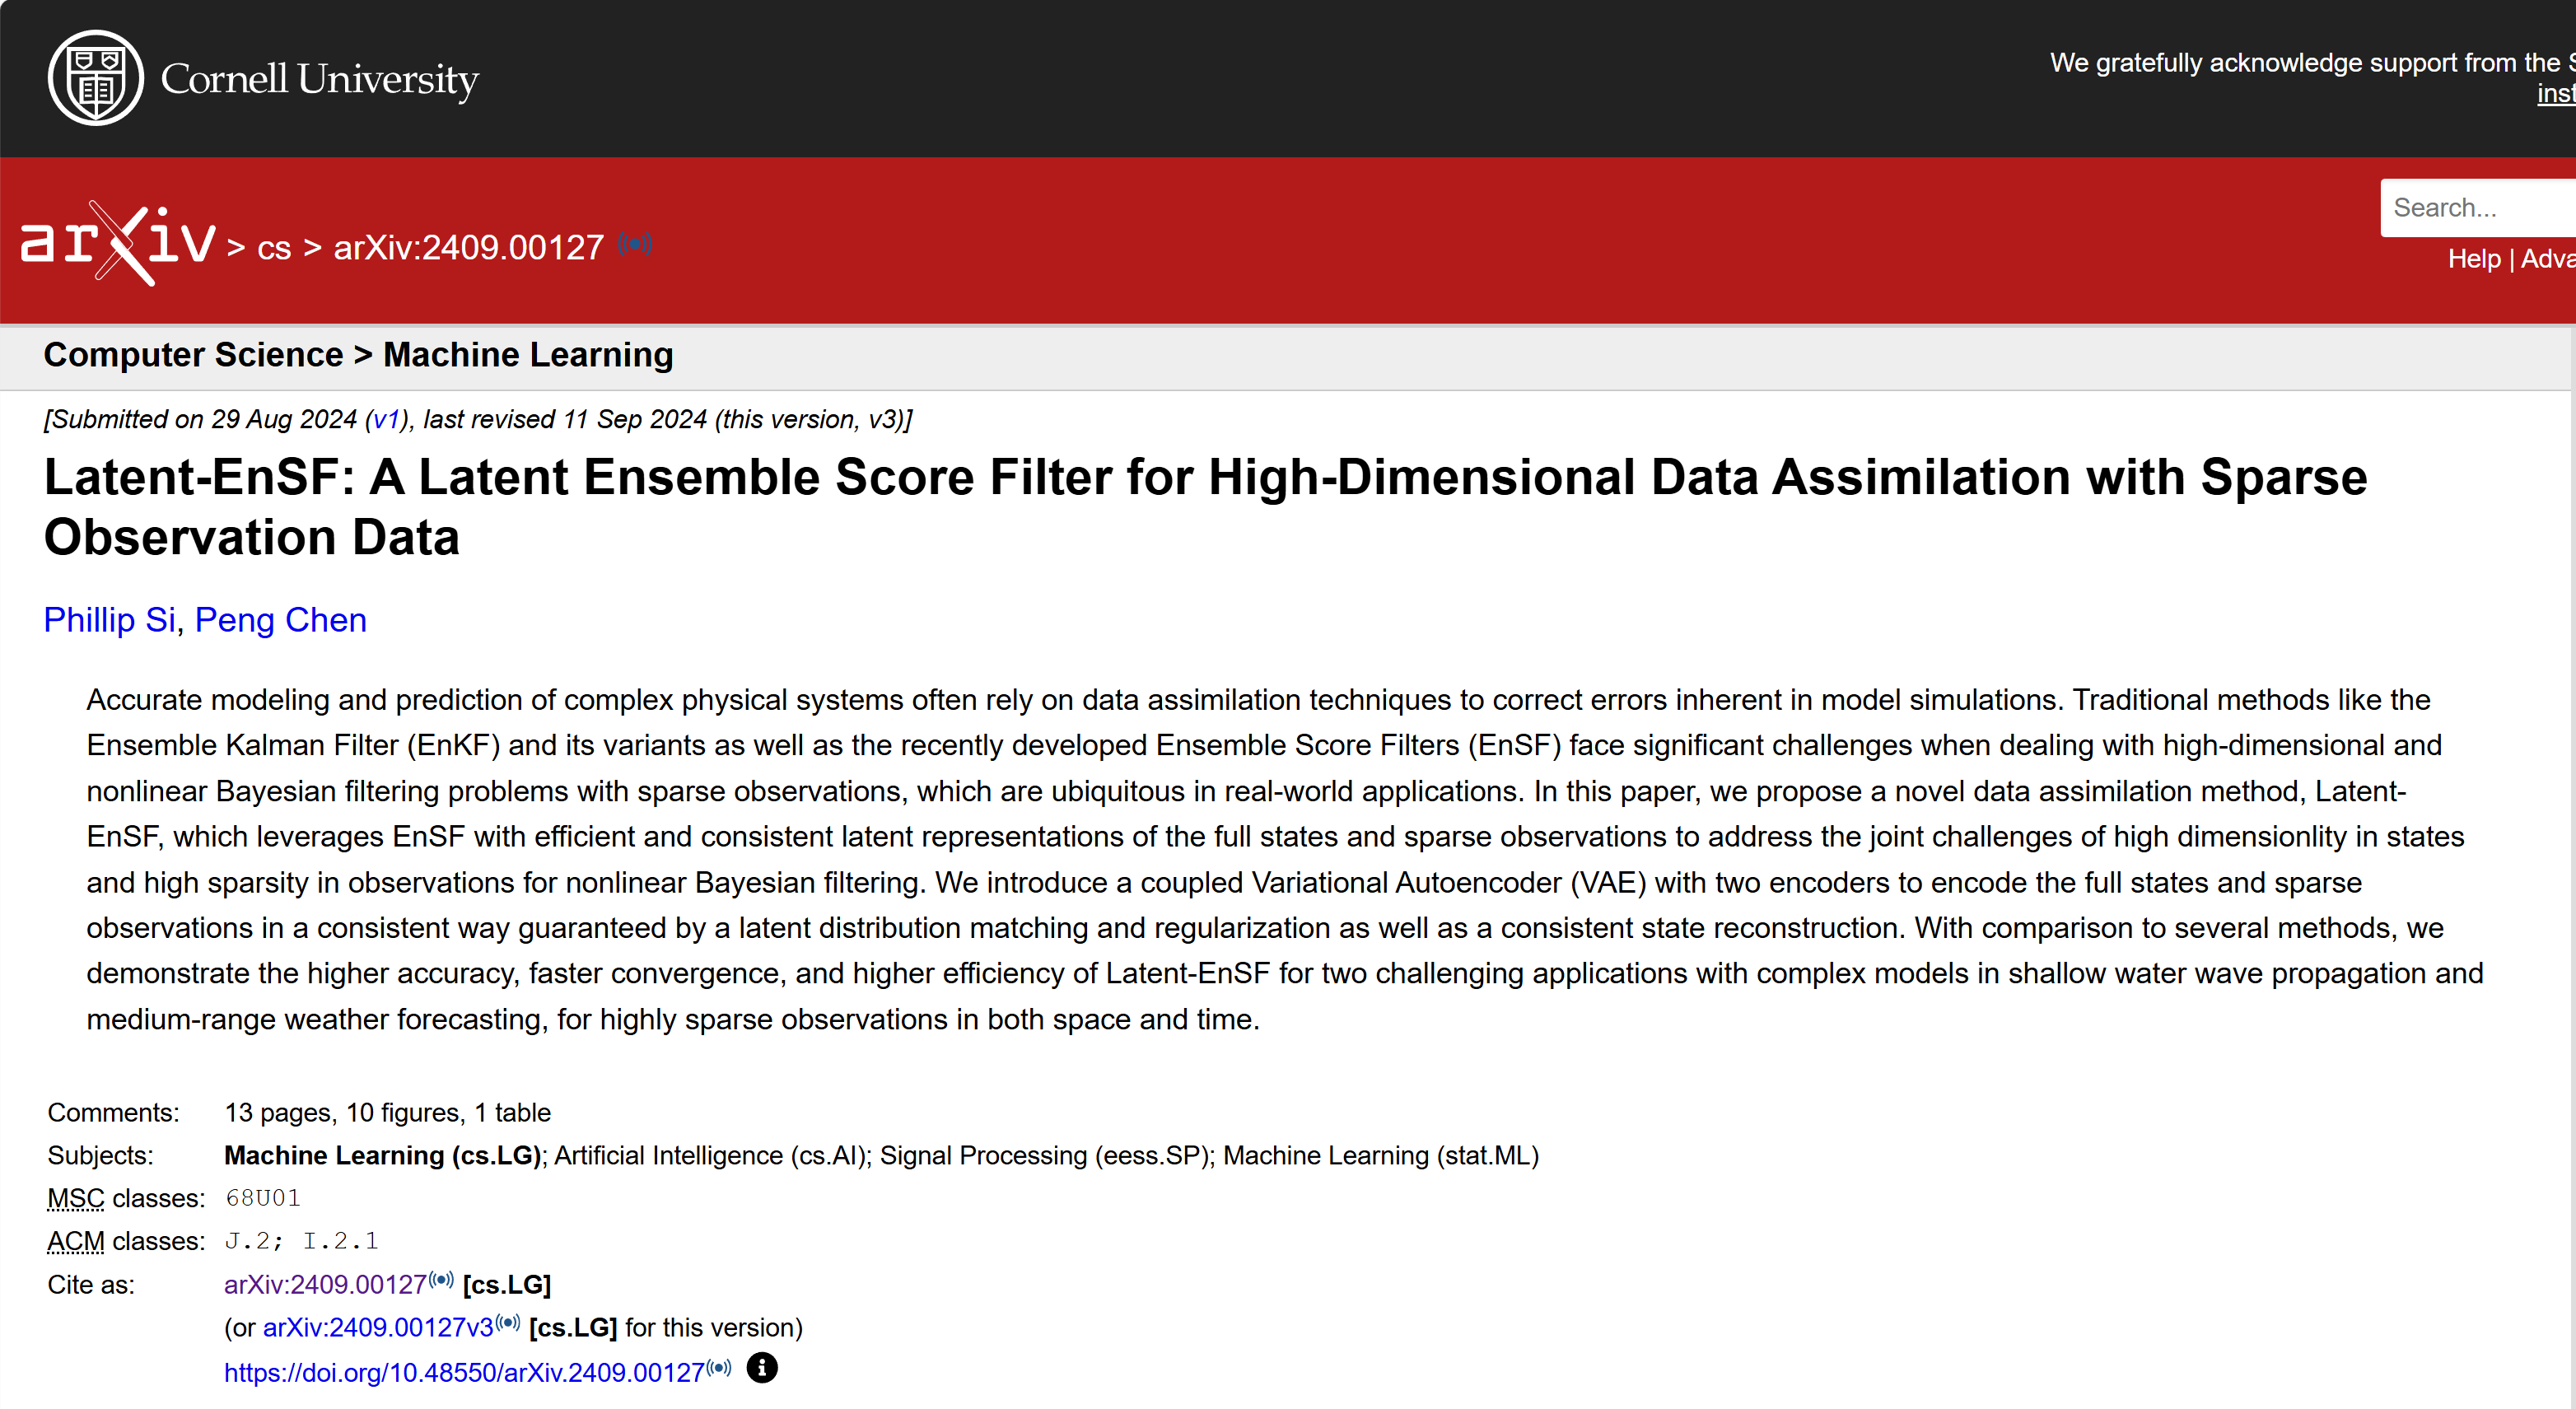 Cornell University
We gratefully acknowledge support from the
inst
arXiv > cs > arXiv:2409.00127
Search...
Help | Adva
Computer Science > Machine Learning
[Submitted on 29 Aug 2024 (v1), last revised 11 Sep 2024 (this version, v3)]
Latent-EnSF: A Latent Ensemble Score Filter for High-Dimensional Data Assimilation with Sparse
Observation Data
Phillip Si, Peng Chen
Accurate modeling and prediction of complex physical systems often rely on data assimilation techniques to correct errors inherent in model simulations. Traditional methods like the
Ensemble Kalman Filter (EnKF) and its variants as well as the recently developed Ensemble Score Filters (EnSF) face significant challenges when dealing with high-dimensional and
nonlinear Bayesian filtering problems with sparse observations, which are ubiquitous in real-world applications. In this paper, we propose a novel data assimilation method, Latent-
EnSF, which leverages EnSF with efficient and consistent latent representations of the full states and sparse observations to address the joint challenges of high dimensionlity in states
and high sparsity in observations for nonlinear Bayesian filtering. We introduce a coupled Variational Autoencoder (VAE) with two encoders to encode the full states and sparse
observations in a consistent way guaranteed by a latent distribution matching and regularization as well as a consistent state reconstruction. With comparison to several methods, we
demonstrate the higher accuracy, faster convergence, and higher efficiency of Latent-EnSF for two challenging applications with complex models in shallow water wave propagation and
medium-range weather forecasting, for highly sparse observations in both space and time.
Comments: 13 pages, 10 figures, 1 table
Subjects: Machine Learning (cs.LG); Artificial Intelligence (cs.AI); Signal Processing (eess.SP); Machine Learning (stat.ML)
MSC classes: 68U01
ACM classes: J.2; I.2.1
Cite as: arXiv:2409.00127 [cs.LG]
(or arXiv:2409.00127v3 [cs.LG] for this version)
https://doi.org/10.48550/arXiv.2409.00127